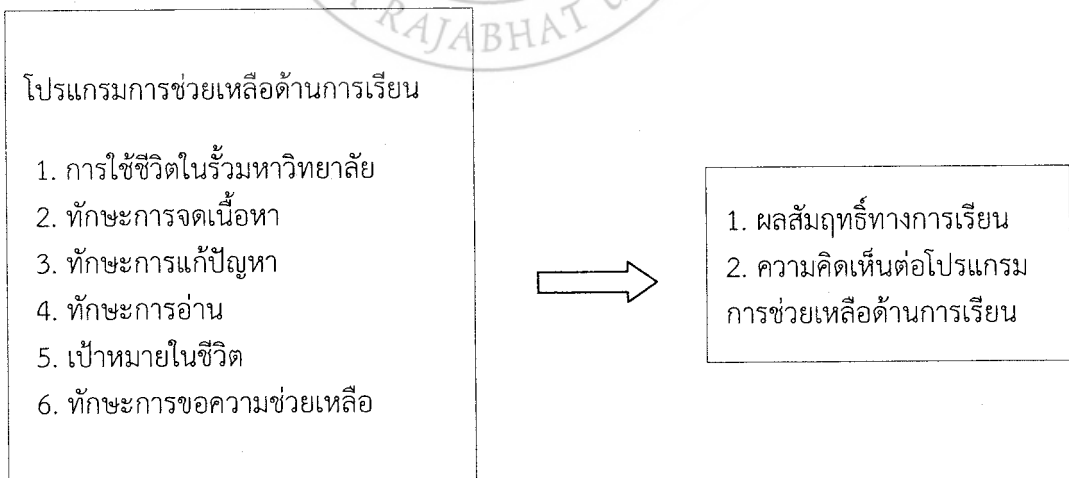 RAJABHAT U
โปรแกรมการช่วยเหลือด้านการเรียน
1. การใช้ชีวิตในรั้วมหาวิทยาลัย
2. ทักษะการจดเนื้อหา
3. ทักษะการแก้ปัญหา
4. ทักษะการอ่าน
5. เป้าหมายในชีวิต
6. ทักษะการขอความช่วยเหลือ
1. ผลสัมฤทธิ์ทางการเรียน
2. ความคิดเห็นต่อโปรแกรม
การช่วยเหลือด้านการเรียน